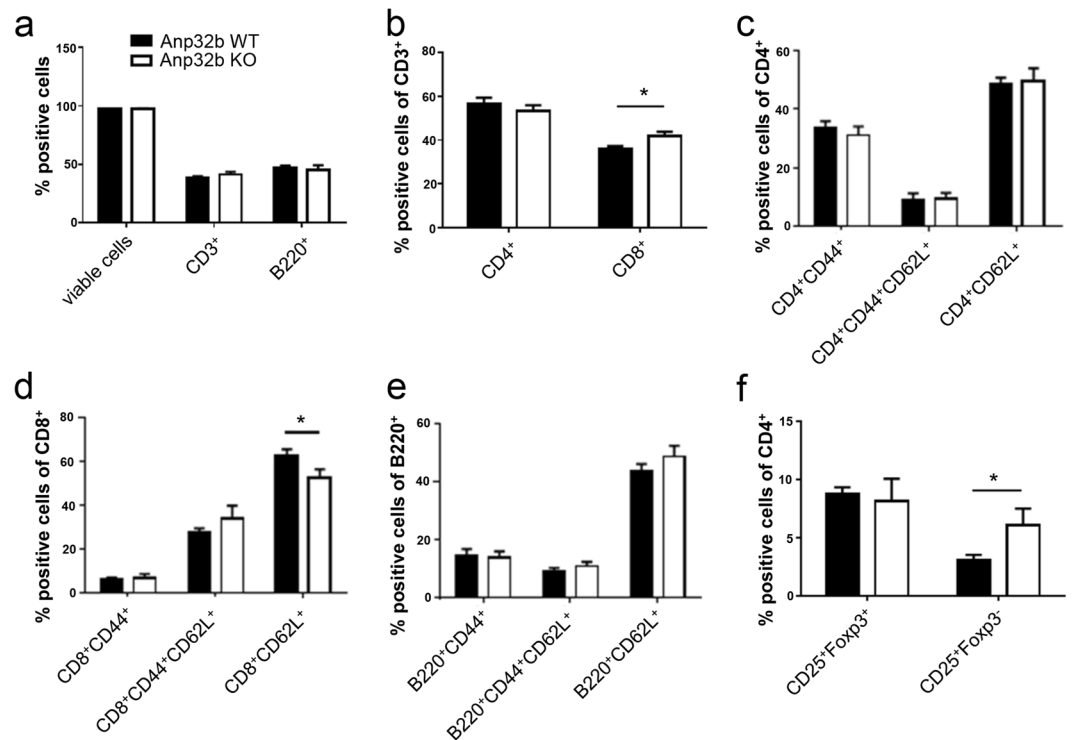 a
Anp32b WT
Anp32b KO
% positive cells
150
100
50
0
viable cells
CD3⁺
B220⁺
b
% positive cells of CD3⁺
80
60
40
20
0
*
CD4⁺
CD8⁺
c
% positive cells of CD4⁺
60
40
20
0
CD4⁺CD44⁺
CD4⁺CD44⁺CD62L⁺
CD4⁺CD62L⁺
d
% positive cells of CD8⁺
80
60
40
20
0
*
CD8⁺CD44⁺
CD8⁺CD44⁺CD62L⁺
CD8⁺CD62L⁺
e
% positive cells of B220⁺
60
40
20
0
B220⁺CD44⁺
B220⁺CD44⁺CD62L⁺
B220⁺CD62L⁺
f
% positive cells of CD4⁺
15
10
5
0
*
CD25⁺Foxp3⁺
CD25⁺Foxp3⁻